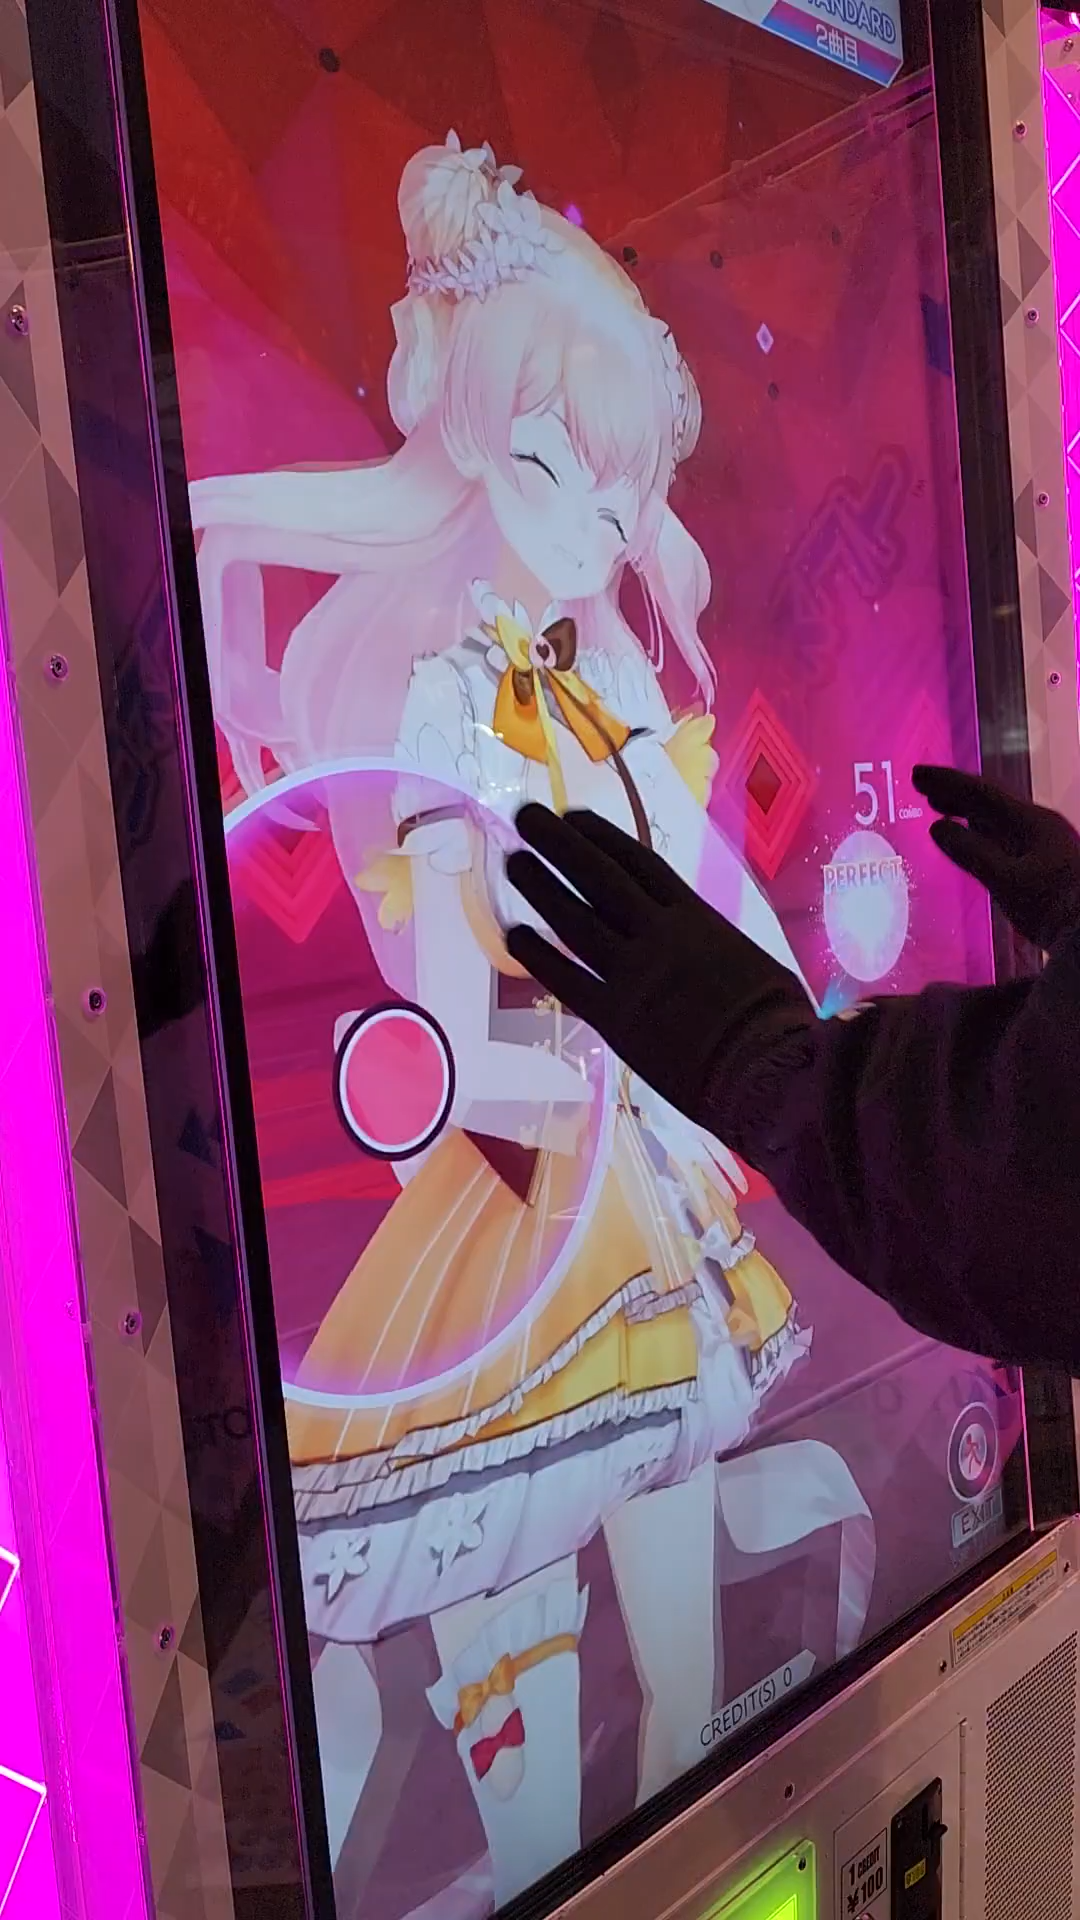 STANDARD
2曲目
51
COMBO
PERFECT
EXIT
CREDIT(S) 0
1 CREDIT
¥100